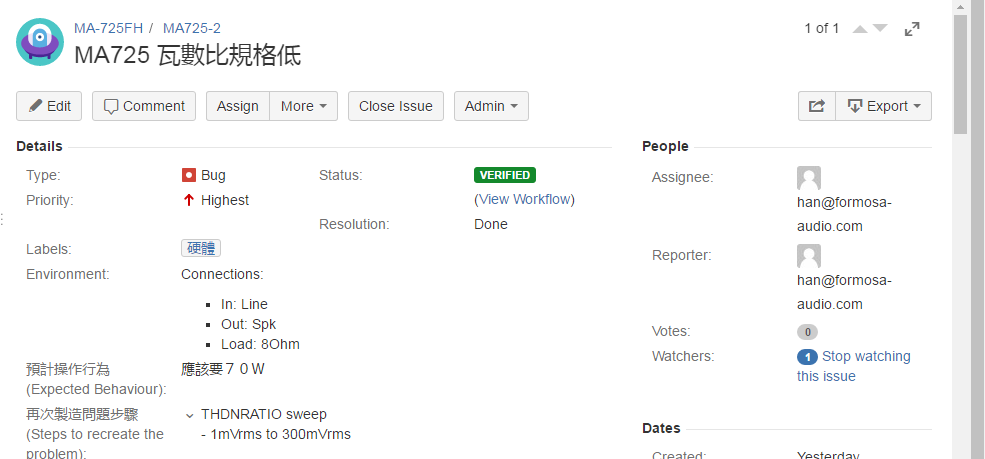 MA-725FH / MA725-2
1 of 1
MA725 瓦數比規格低
Edit Comment Assign More Close Issue Admin Export
Details
Type: Bug Status: VERIFIED
Priority: Highest (View Workflow)
Resolution: Done
Labels: 硬體
Environment: Connections:
In: Line
Out: Spk
Load: 8Ohm
預計操作行為 應該要７０W
(Expected Behaviour):
再次製造問題步驟 THDNRATIO sweep
(Steps to recreate the - 1mVrms to 300mVrms
problem):
People
Assignee:
han@formosa-
audio.com
Reporter:
han@formosa-
audio.com
Votes: 0
Watchers: 1 Stop watching
this issue
Dates
Created: Yesterday